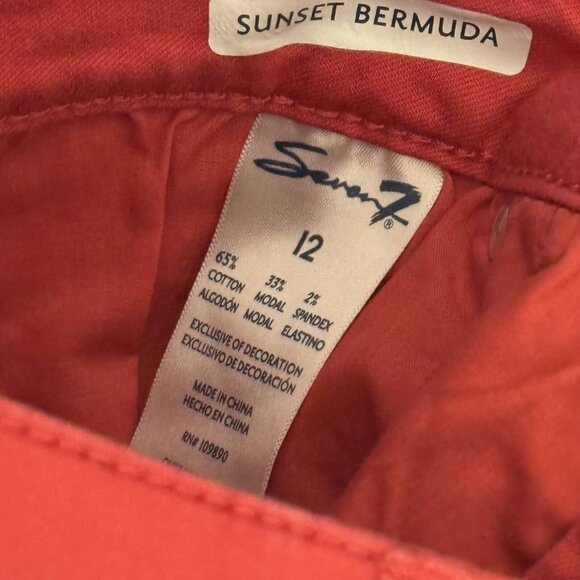 SUNSET BERMUDA
Seven7®
12
65% 33% 2%
COTTON MODAL SPANDEX
ALGODÓN MODAL ELASTINO
EXCLUSIVE OF DECORATION
EXCLUSIVO DE DECORACIÓN
MADE IN CHINA
HECHO EN CHINA
RN# 109890